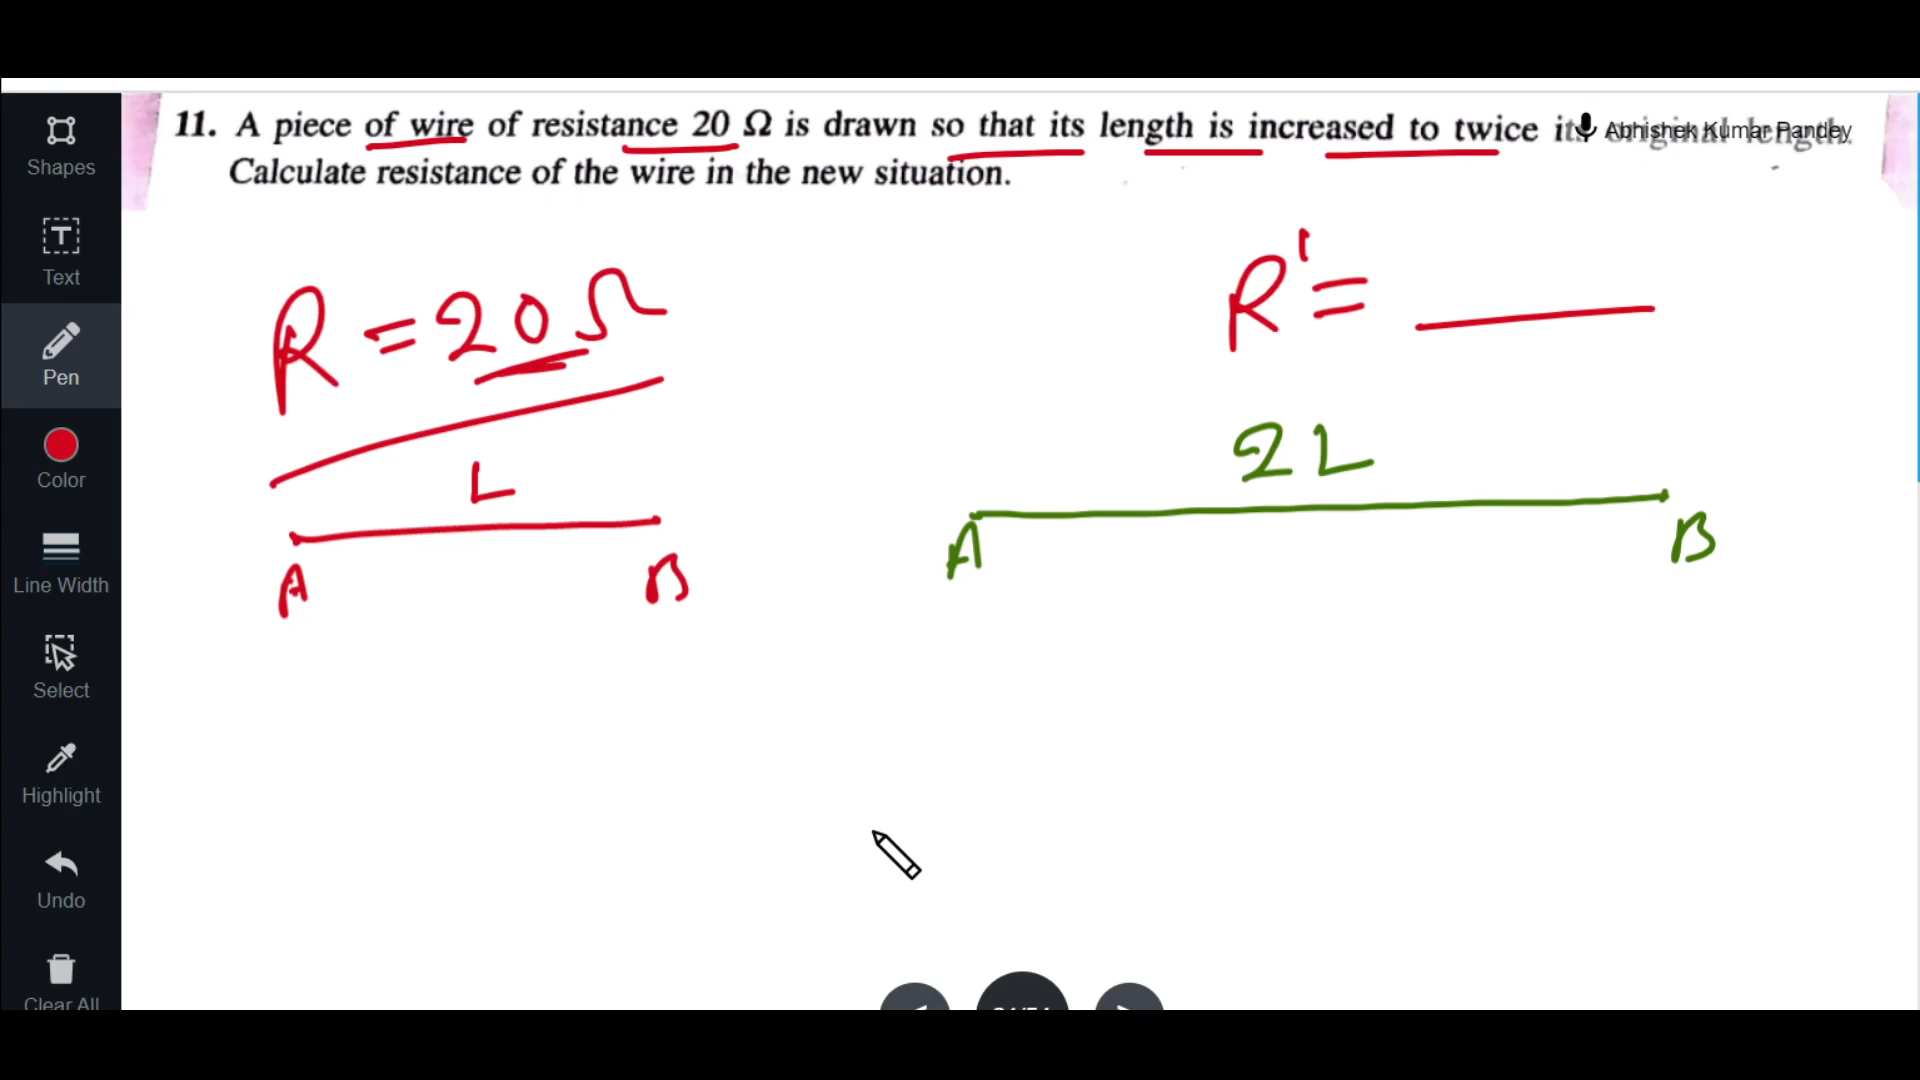 11. A piece of wire of resistance 20 Ω is drawn so that its length is increased to twice its original length.
Abhishek Kumar Pandey
Calculate resistance of the wire in the new situation.
Shapes
Text
Pen
Color
Line Width
Select
Highlight
Undo
Clear All
R = 20 Ω
L
A B
R' =
2L
A B